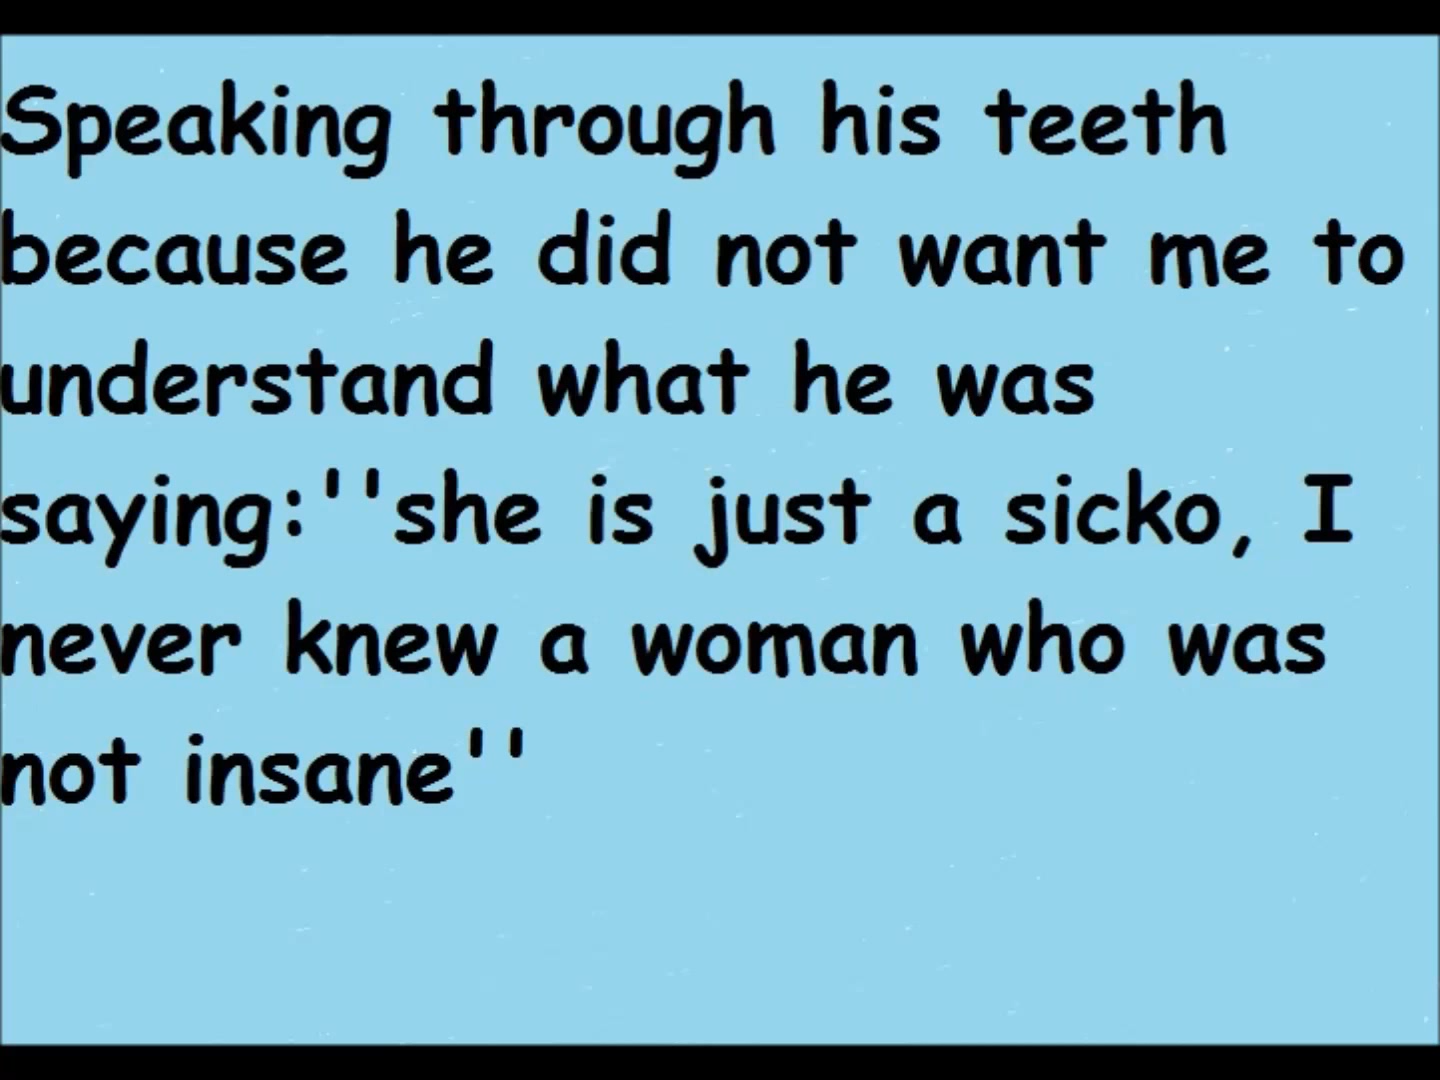 Speaking through his teeth
because he did not want me to
understand what he was
saying:''she is just a sicko, I
never knew a woman who was
not insane''